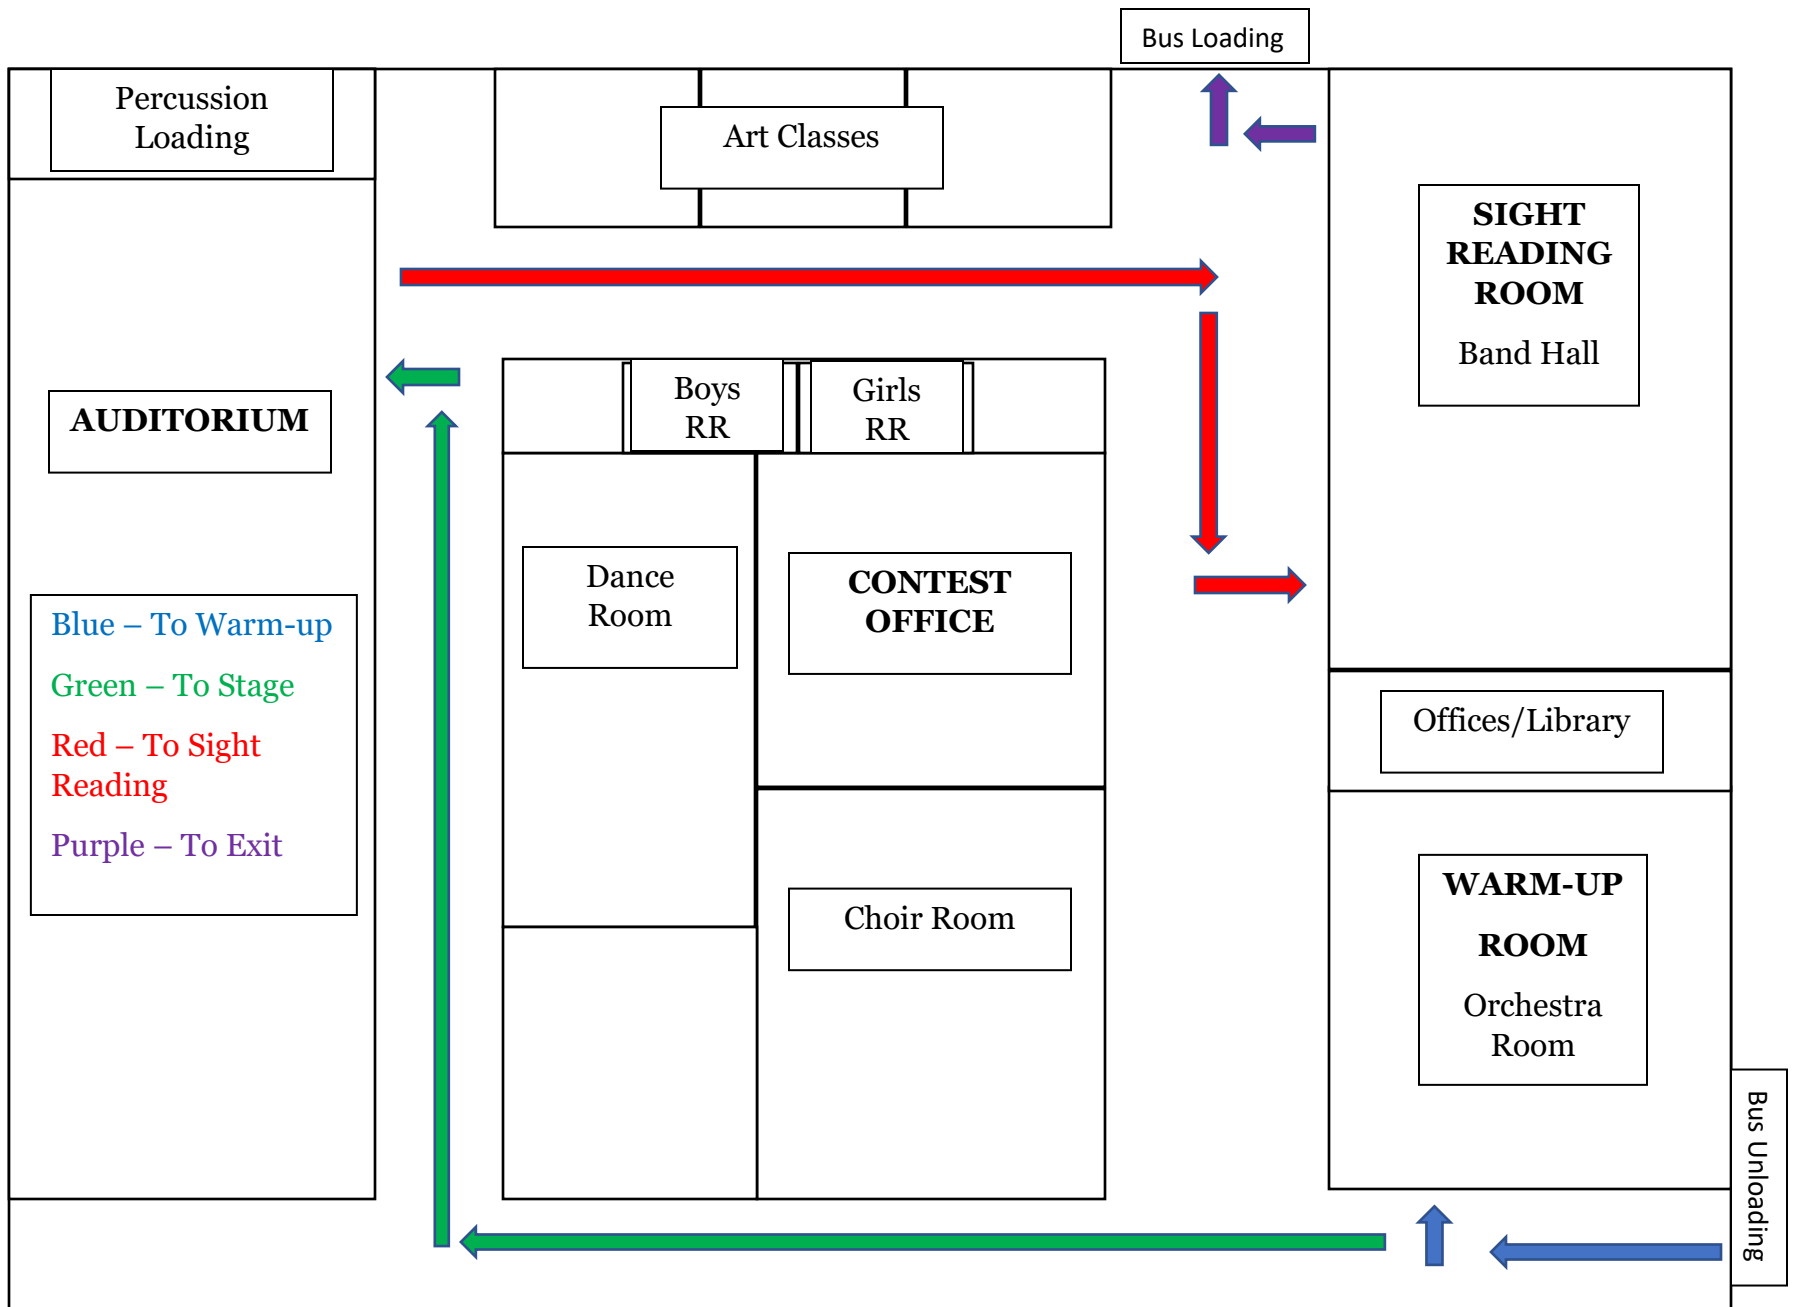 Bus Loading
Percussion
Loading
Art Classes
SIGHT
READING
ROOM
Band Hall
Boys
RR
Girls
RR
AUDITORIUM
Dance
Room
CONTEST
OFFICE
Blue – To Warm-up
Green – To Stage
Red – To Sight
Reading
Purple – To Exit
Offices/Library
Choir Room
WARM-UP
ROOM
Orchestra
Room
Bus Unloading